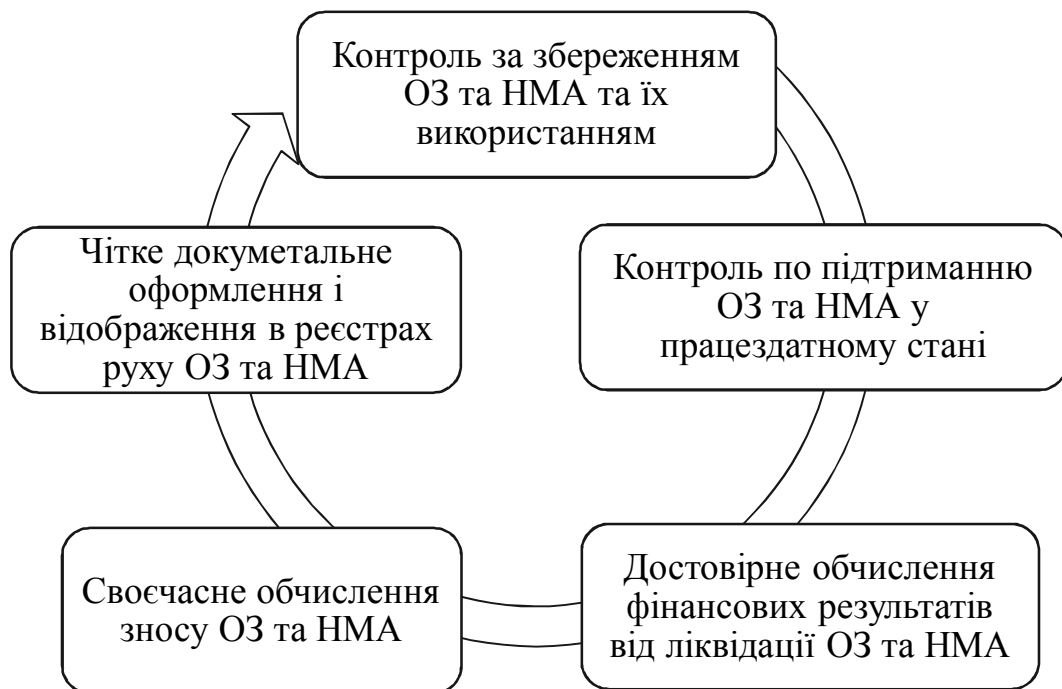 Контроль за збереженням
ОЗ та НМА та їх
використанням
Контроль по підтриманню
ОЗ та НМА у
працездатному стані
Достовірне обчислення
фінансових результатів
від ліквідації ОЗ та НМА
Своєчасне обчислення
зносу ОЗ та НМА
Чітке докуметальне
оформлення і
відображення в реєстрах
руху ОЗ та НМА